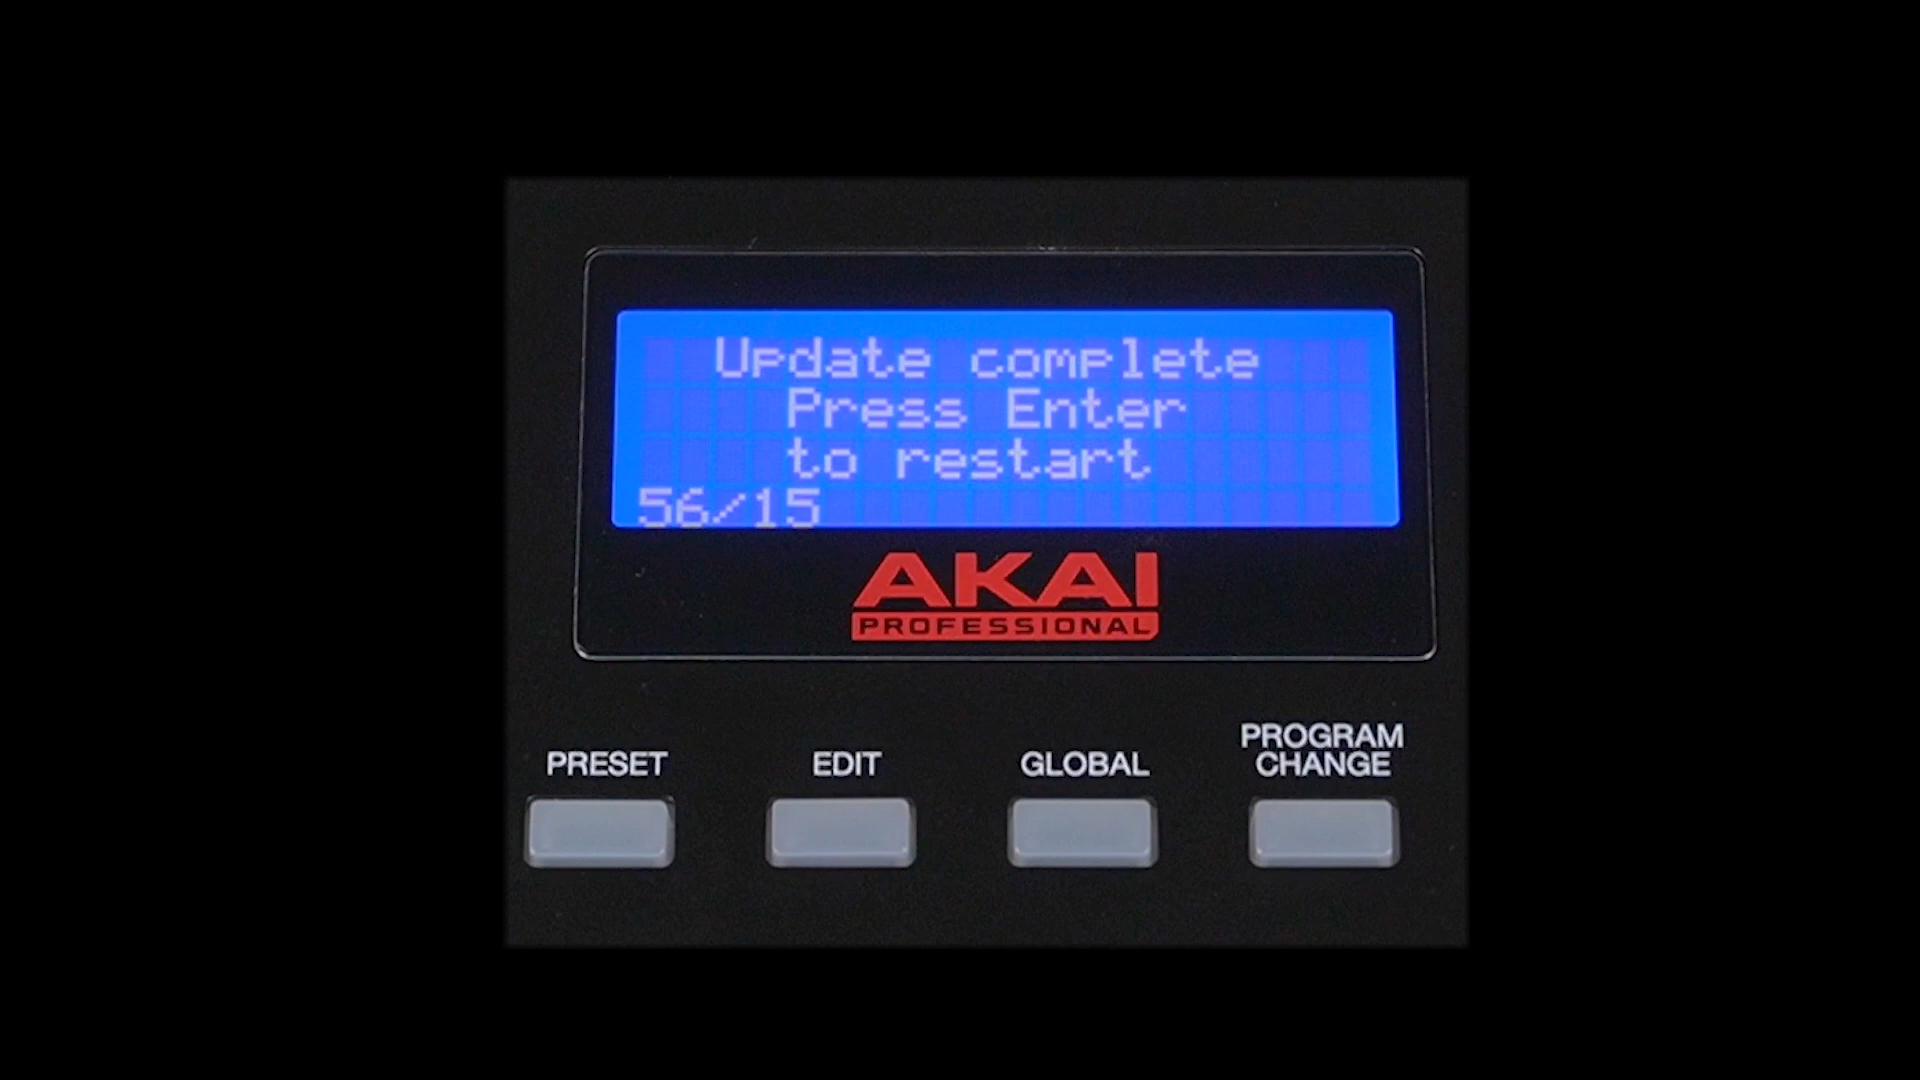 Update complete
Press Enter
to restart
56/15
AKAI
PROFESSIONAL
PRESET
EDIT
GLOBAL
PROGRAM
CHANGE